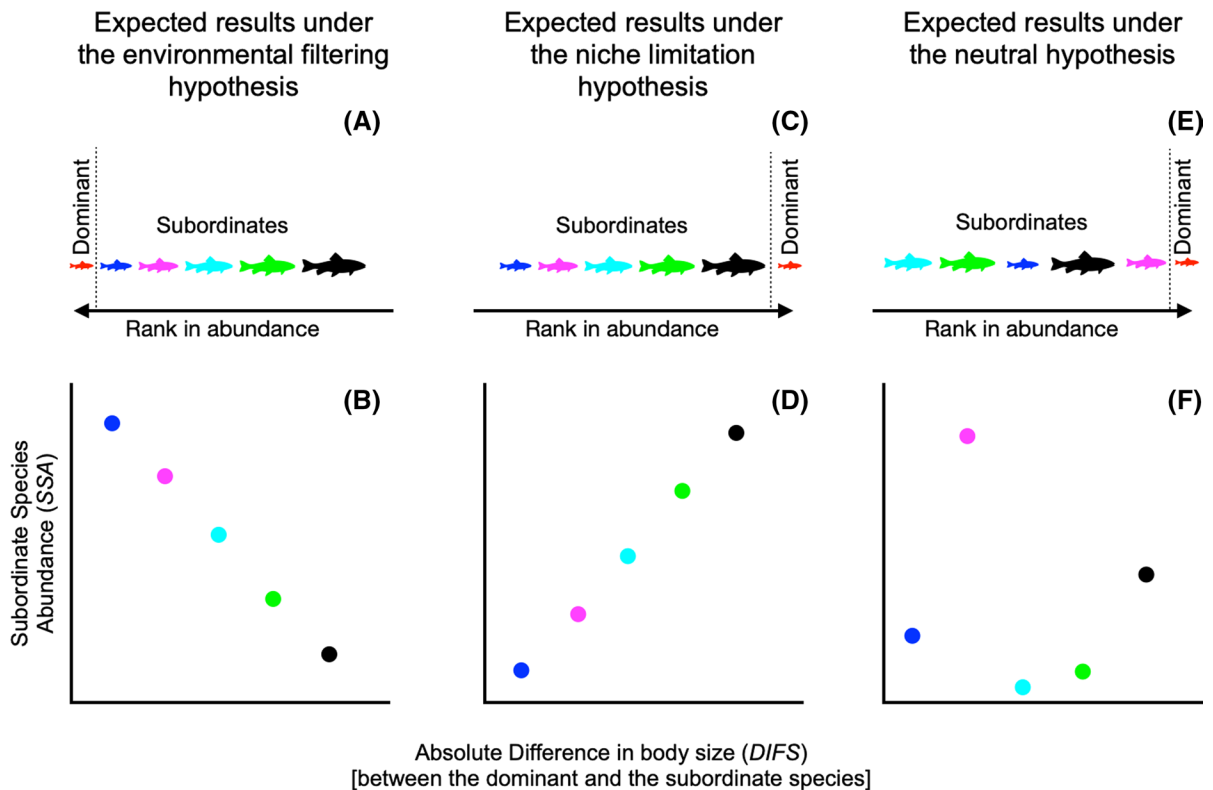 Expected results under
the environmental filtering
hypothesis
(A)
Dominant
Subordinates
Rank in abundance
(B)
Expected results under
the niche limitation
hypothesis
(C)
Subordinates
Dominant
Rank in abundance
(D)
Expected results under
the neutral hypothesis
(E)
Subordinates
Dominant
Rank in abundance
(F)
Subordinate Species
Abundance (SSA)
Absolute Difference in body size (DIFS)
[between the dominant and the subordinate species]